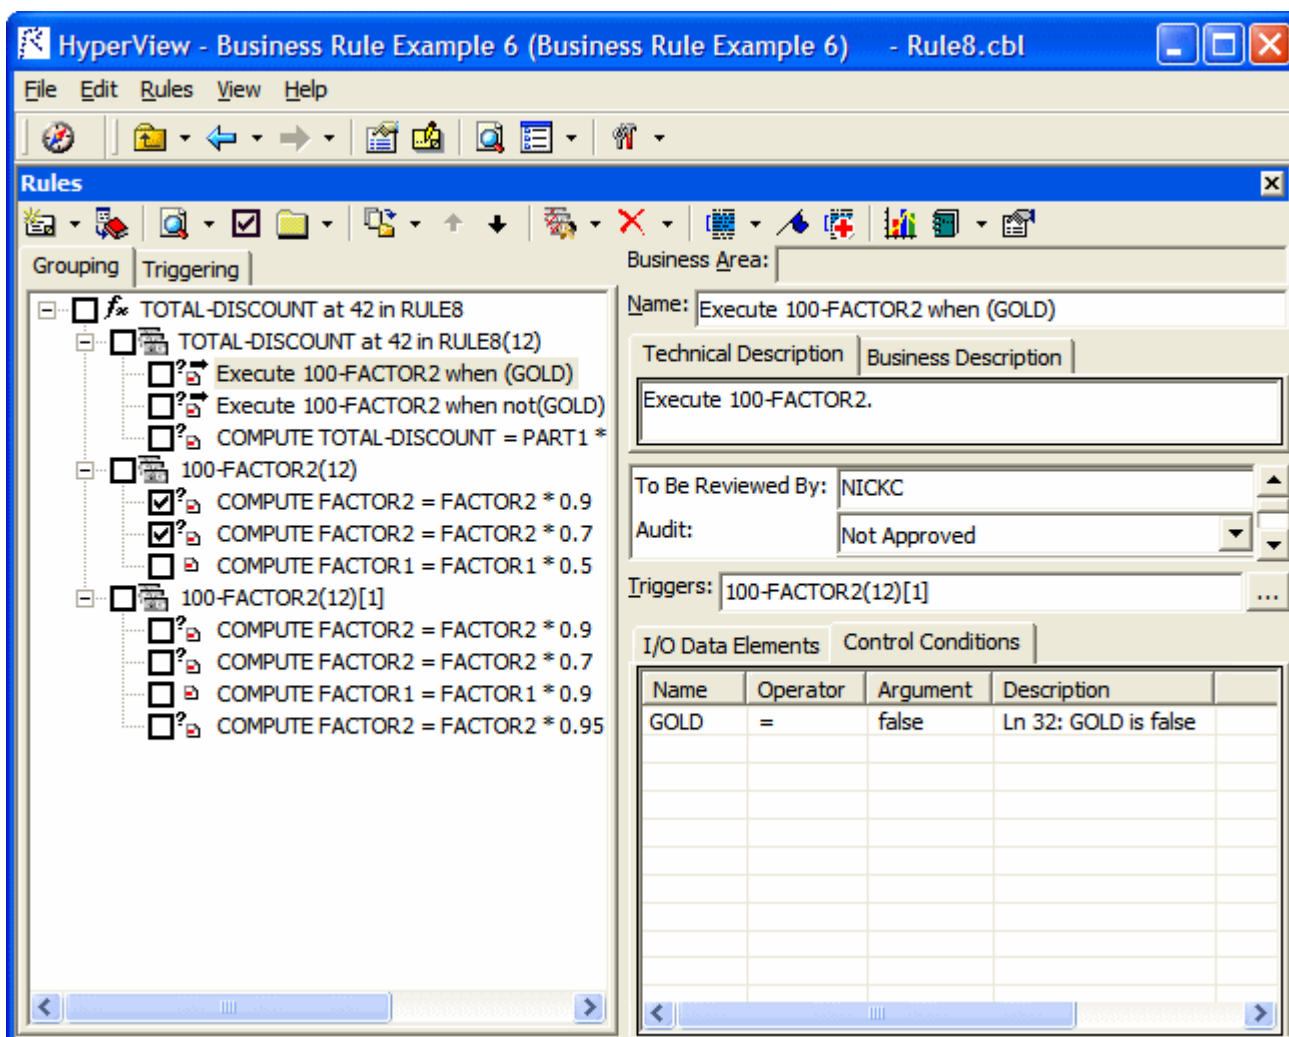 HyperView - Business Rule Example 6 (Business Rule Example 6) - Rule8.cbl
File Edit Rules View Help
Rules
Grouping Triggering
TOTAL-DISCOUNT at 42 in RULE8
TOTAL-DISCOUNT at 42 in RULE8(12)
Execute 100-FACTOR2 when (GOLD)
Execute 100-FACTOR2 when not(GOLD)
COMPUTE TOTAL-DISCOUNT = PART1 *
100-FACTOR2(12)
COMPUTE FACTOR2 = FACTOR2 * 0.9
COMPUTE FACTOR2 = FACTOR2 * 0.7
COMPUTE FACTOR1 = FACTOR1 * 0.5
100-FACTOR2(12)[1]
COMPUTE FACTOR2 = FACTOR2 * 0.9
COMPUTE FACTOR2 = FACTOR2 * 0.7
COMPUTE FACTOR1 = FACTOR1 * 0.9
COMPUTE FACTOR2 = FACTOR2 * 0.95
Business Area:
Name: Execute 100-FACTOR2 when (GOLD)
Technical Description Business Description
Execute 100-FACTOR2.
To Be Reviewed By: NICKC
Audit: Not Approved
Triggers: 100-FACTOR2(12)[1] ...
I/O Data Elements Control Conditions
Name Operator Argument Description
GOLD = false Ln 32: GOLD is false